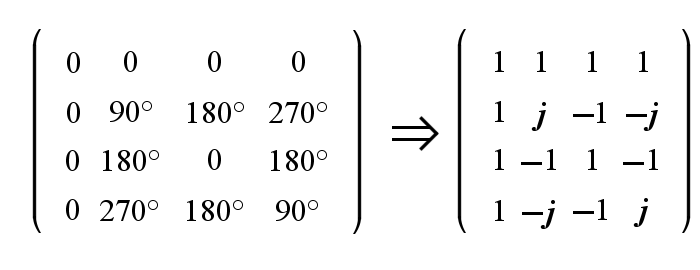 0 0 0 0 ⇒ 1 1 1 1
0 90° 180° 270° 1 j −1 −j
0 180° 0 180° 1 −1 1 −1
0 270° 180° 90° 1 −j −1 j